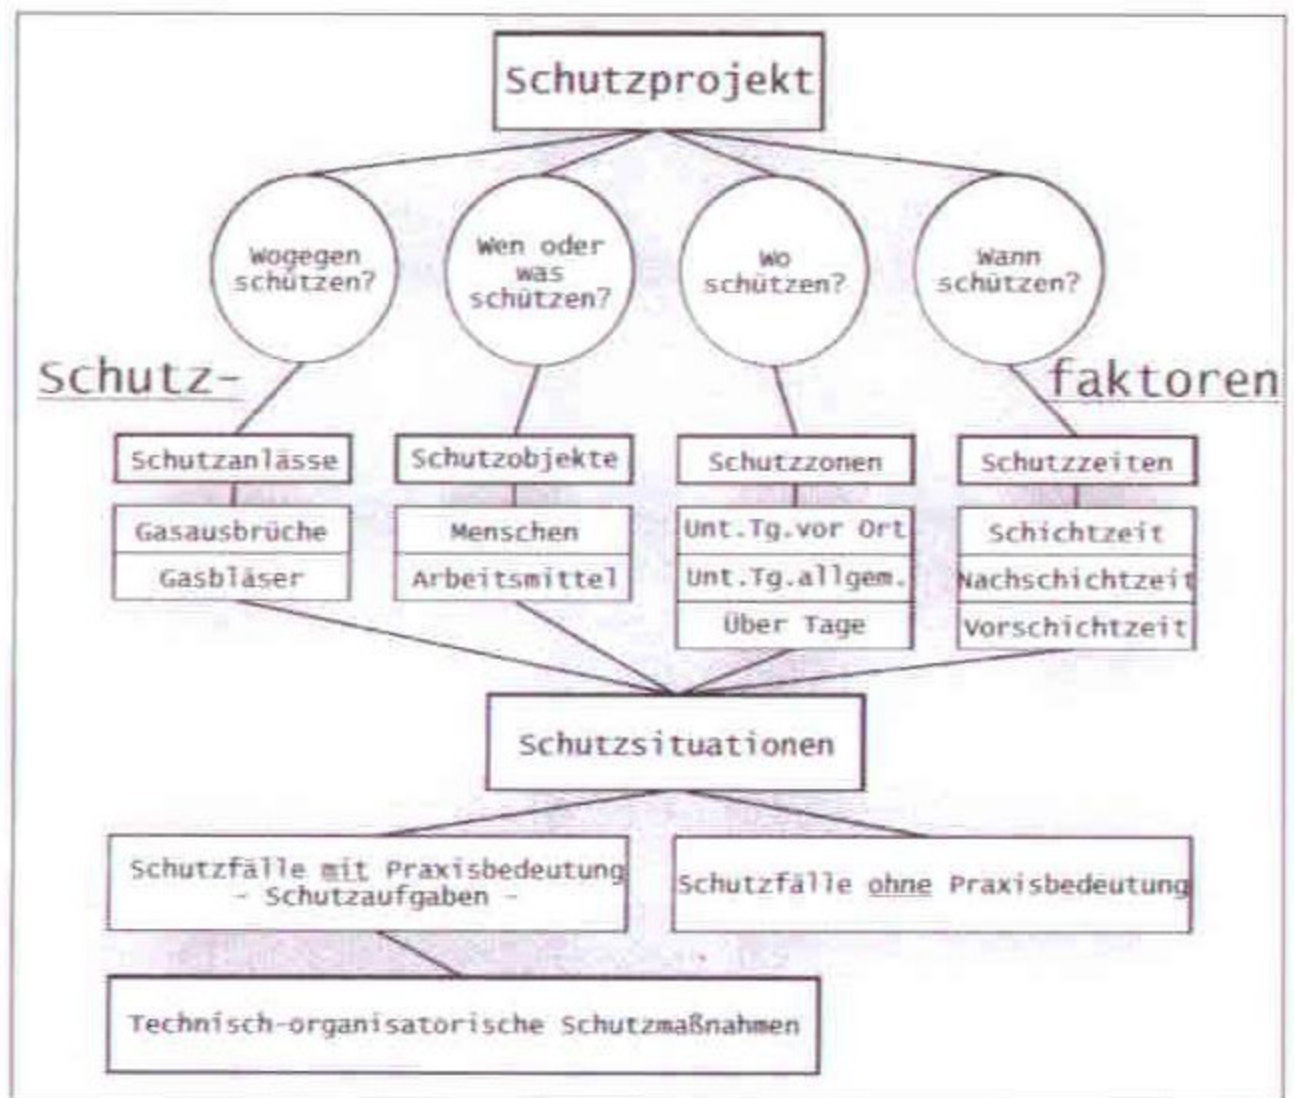 Schutzprojekt
Wogegen
schützen?
Wen oder
was
schützen?
Wo
schützen?
Wann
schützen?
Schutz-
faktoren
Schutzanlässe
Schutzobjekte
Schutzzonen
Schutzzeiten
Gasausbrüche
Gasbläser
Menschen
Arbeitsmittel
Unt.Tg.vor Ort
Unt.Tg.allgem.
Über Tage
Schichtzeit
Nachschichtzeit
Vorschichtzeit
Schutzsituationen
Schutzfälle mit Praxisbedeutung
- Schutzaufgaben -
Schutzfälle ohne Praxisbedeutung
Technisch-organisatorische Schutzmaßnahmen